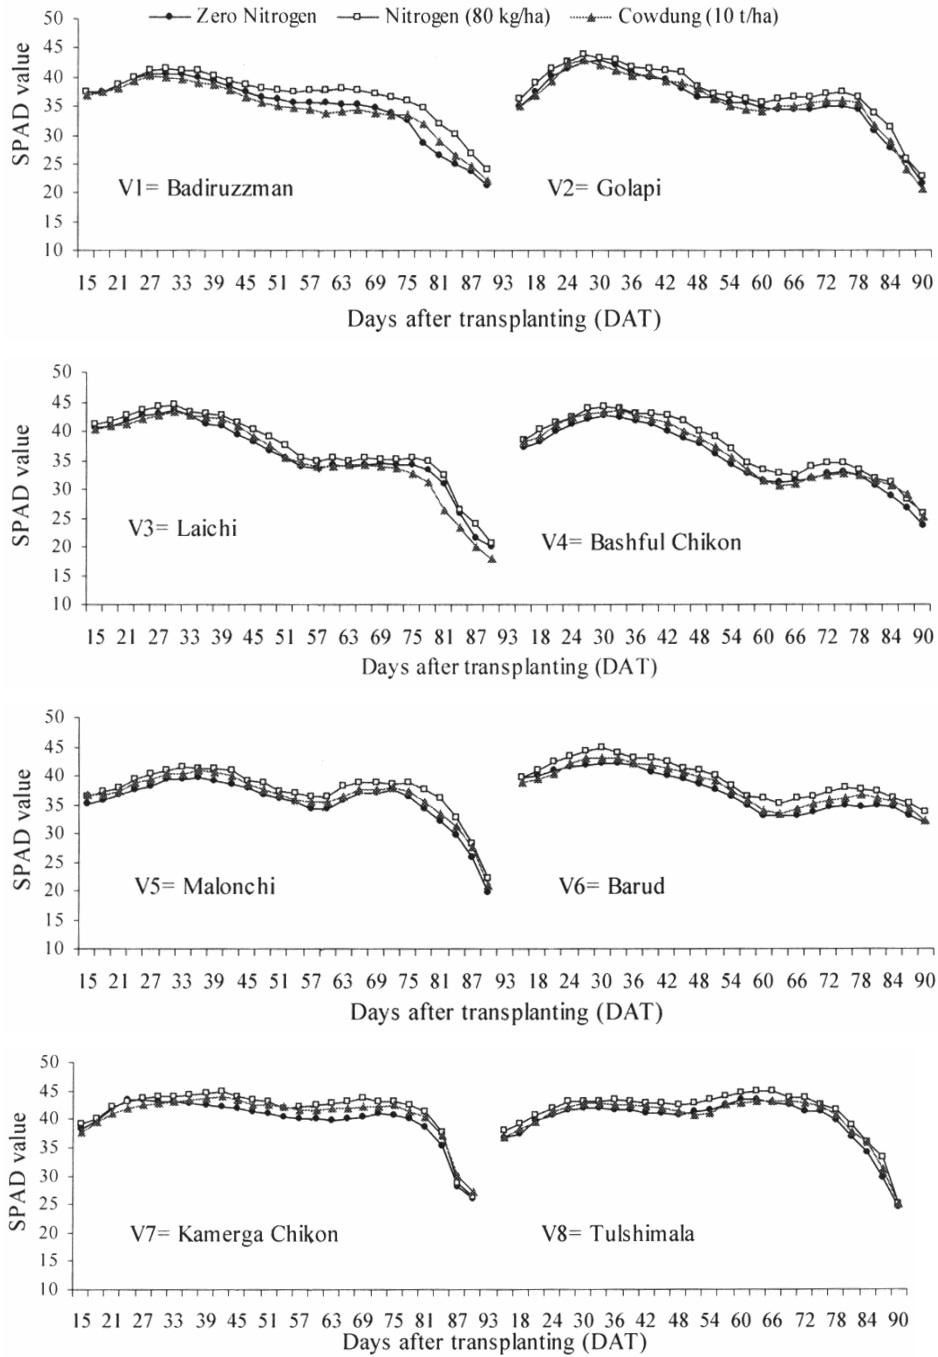 Zero Nitrogen Nitrogen (80 kg/ha) Cowdung (10 t/ha)
50
45
40
35
30
25
20
15
10
SPAD value
V1= Badiruzzman V2= Golapi
15 21 27 33 39 45 51 57 63 69 75 81 87 93 18 24 30 36 42 48 54 60 66 72 78 84 90
Days after transplanting (DAT)
50
45
40
35
30
25
20
15
10
SPAD value
V3= Laichi V4= Bashful Chikon
15 21 27 33 39 45 51 57 63 69 75 81 87 93 18 24 30 36 42 48 54 60 66 72 78 84 90
Days after transplanting (DAT)
50
45
40
35
30
25
20
15
10
SPAD value
V5= Malonchi V6= Barud
15 21 27 33 39 45 51 57 63 69 75 81 87 93 18 24 30 36 42 48 54 60 66 72 78 84 90
Days after transplanting (DAT)
50
45
40
35
30
25
20
15
10
SPAD value
V7= Kamerga Chikon V8= Tulshimala
15 21 27 33 39 45 51 57 63 69 75 81 87 93 18 24 30 36 42 48 54 60 66 72 78 84 90
Days after transplanting (DAT)